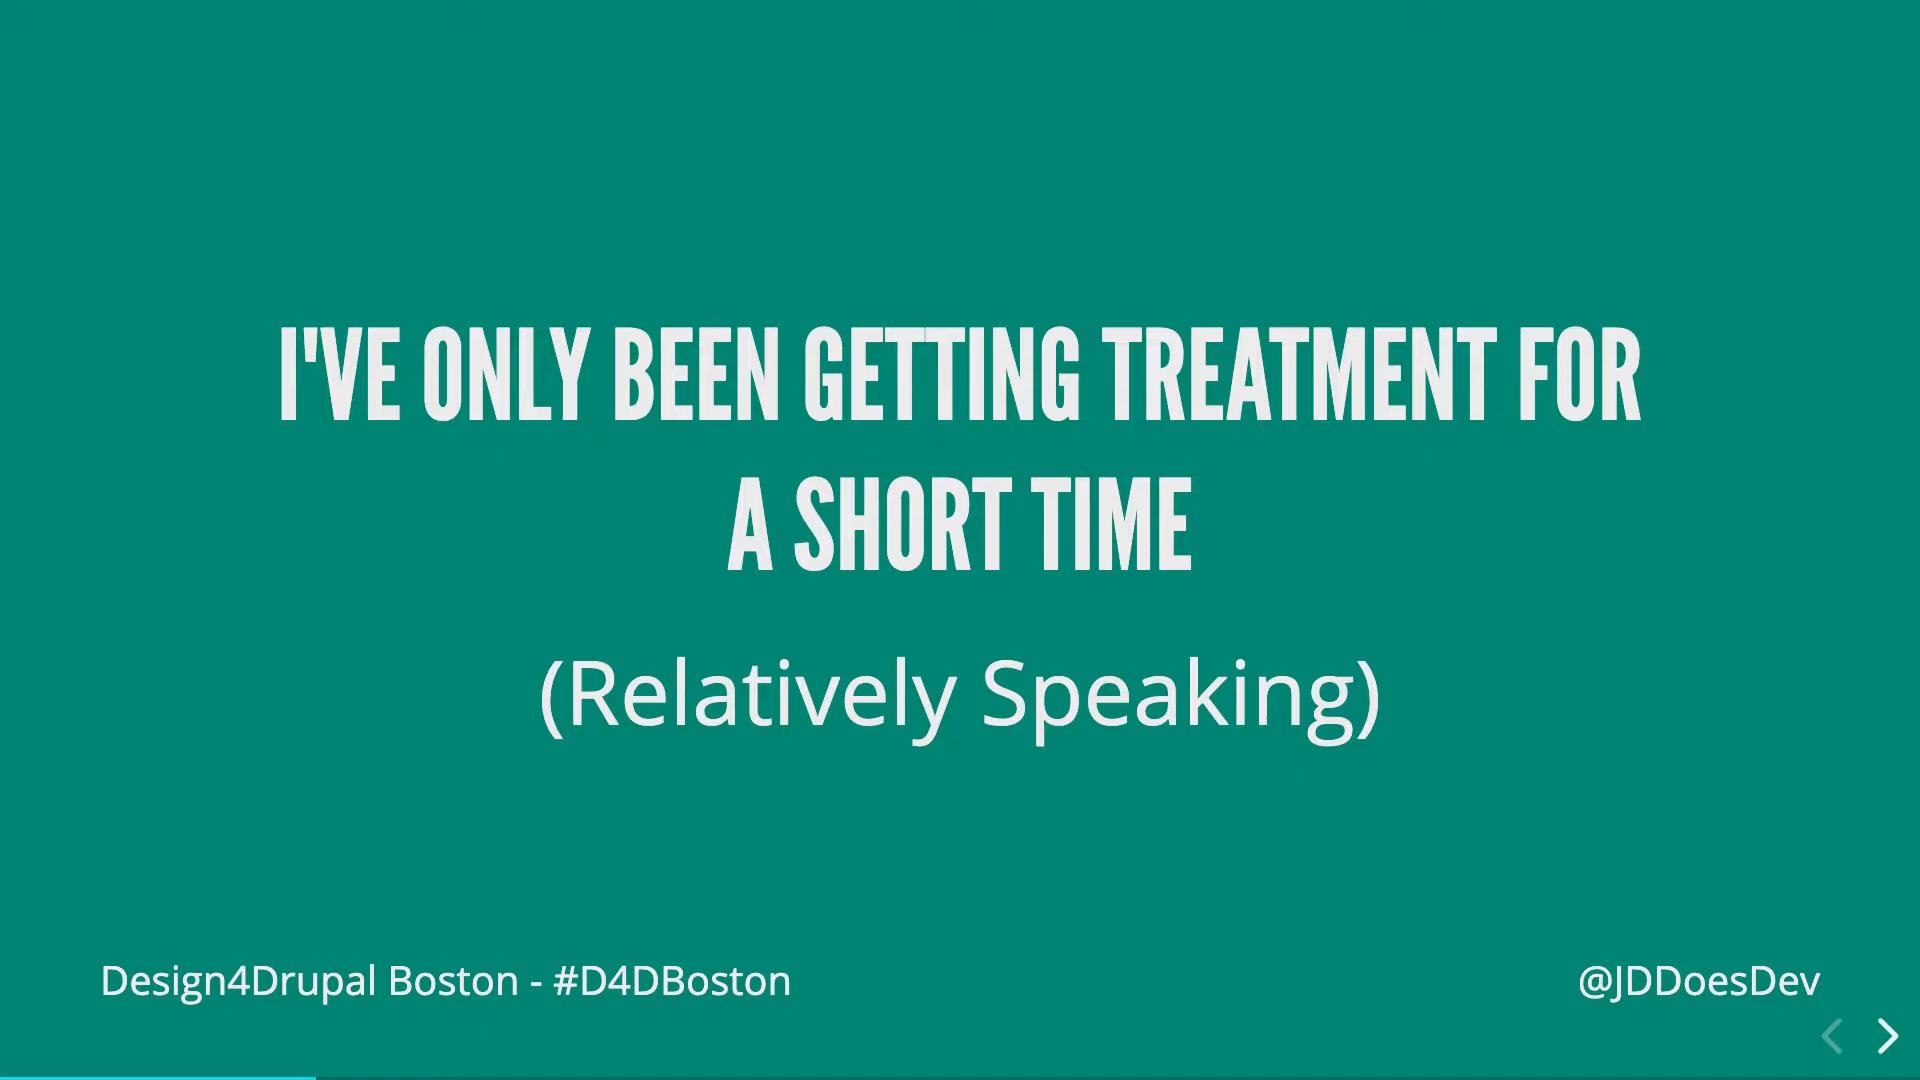 I'VE ONLY BEEN GETTING TREATMENT FOR
A SHORT TIME
(Relatively Speaking)
Design4Drupal Boston - #D4DBoston
@JDDoesDev